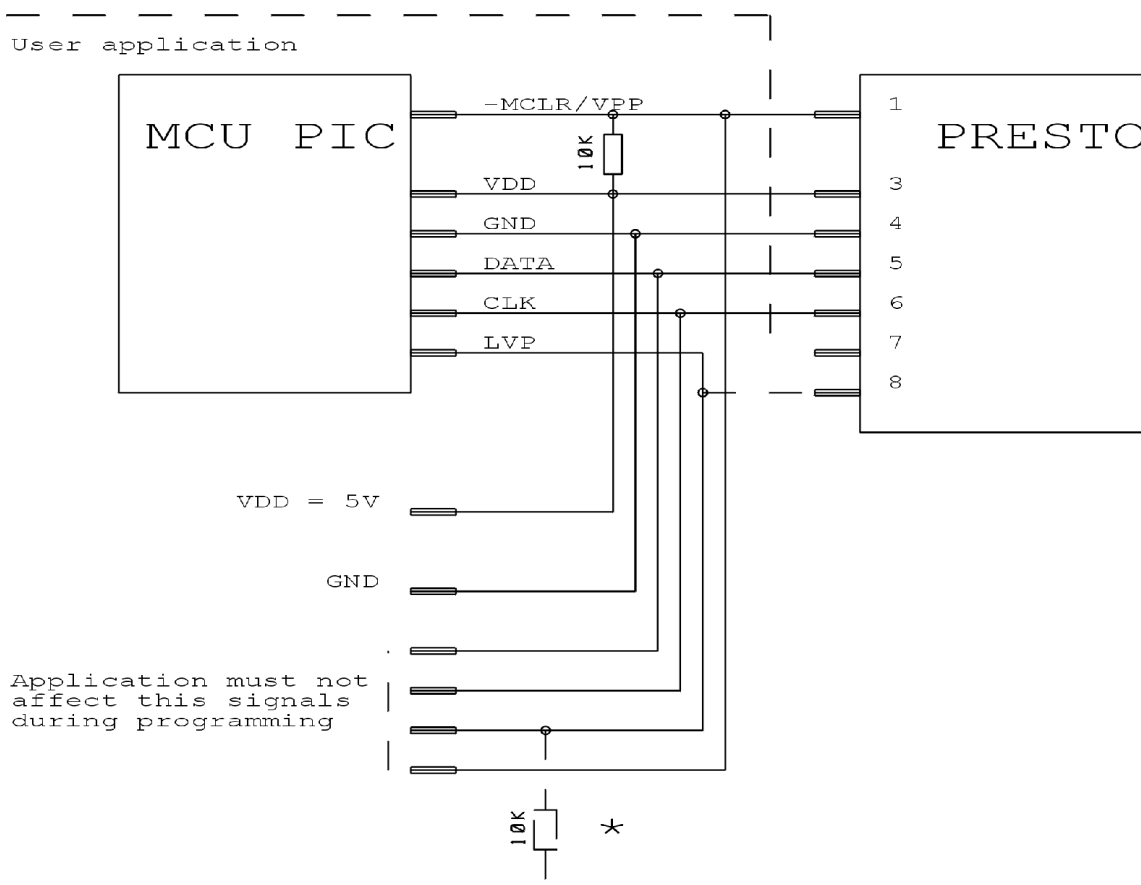 User application
MCU PIC
-MCLR/VPP
10K
VDD
GND
DATA
CLK
LVP
1
3
4
5
6
7
8
PRESTO
VDD = 5V
GND
Application must not
affect this signals
during programming
10K
*